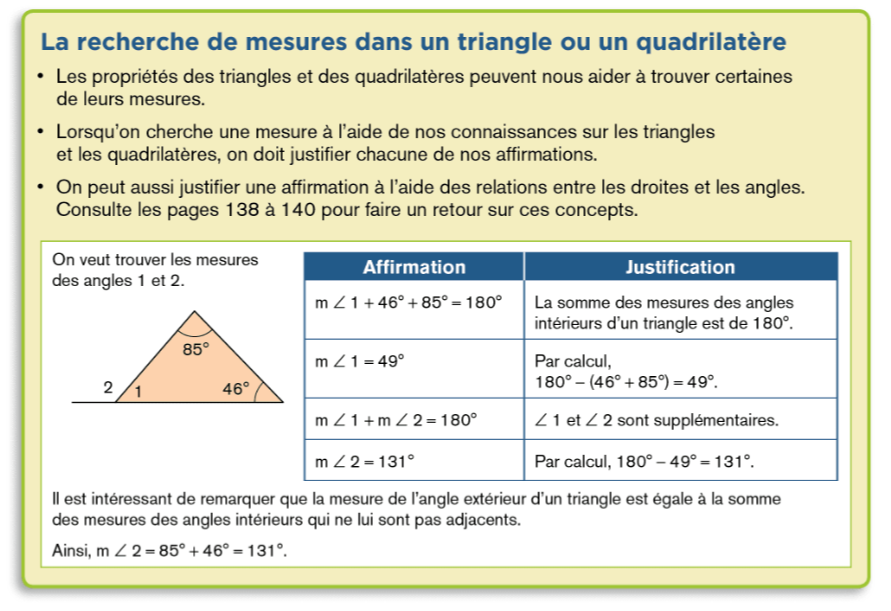 La recherche de mesures dans un triangle ou un quadrilatère
• Les propriétés des triangles et des quadrilatères peuvent nous aider à trouver certaines
de leurs mesures.
• Lorsqu'on cherche une mesure à l'aide de nos connaissances sur les triangles
et les quadrilatères, on doit justifier chacune de nos affirmations.
• On peut aussi justifier une affirmation à l'aide des relations entre les droites et les angles.
Consulte les pages 138 à 140 pour faire un retour sur ces concepts.
On veut trouver les mesures
des angles 1 et 2.
85°
2
1
46°
Affirmation
Justification
m ∠ 1 + 46° + 85° = 180°
La somme des mesures des angles
intérieurs d'un triangle est de 180°.
m ∠ 1 = 49°
Par calcul,
180° – (46° + 85°) = 49°.
m ∠ 1 + m ∠ 2 = 180°
∠ 1 et ∠ 2 sont supplémentaires.
m ∠ 2 = 131°
Par calcul, 180° – 49° = 131°.
Il est intéressant de remarquer que la mesure de l'angle extérieur d'un triangle est égale à la somme
des mesures des angles intérieurs qui ne lui sont pas adjacents.
Ainsi, m ∠ 2 = 85° + 46° = 131°.